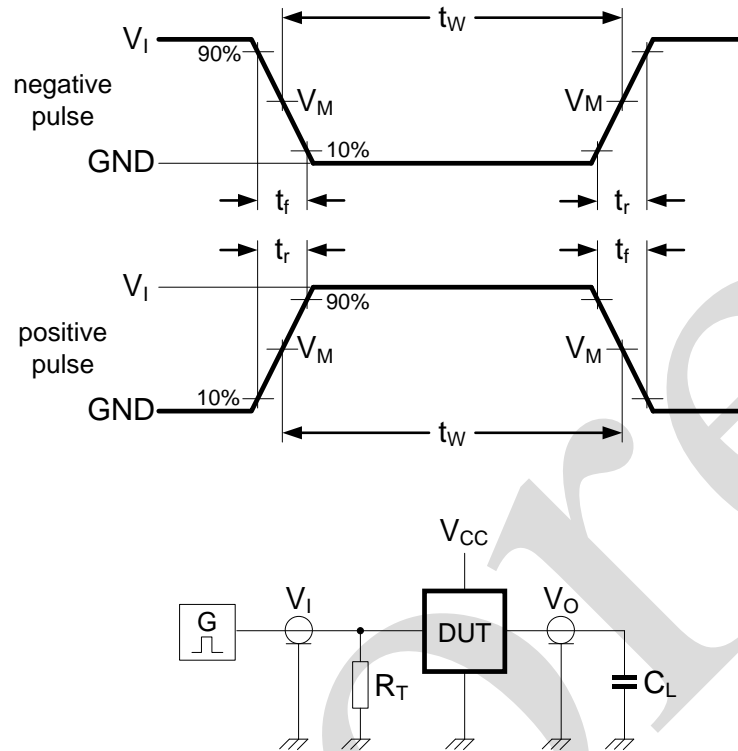 t_W
V_I
90%
negative
pulse
V_M
V_M
10%
GND
t_f
t_r
t_r
t_f
V_I
90%
positive
pulse
V_M
V_M
10%
GND
t_W
V_CC
V_I
V_O
G
DUT
R_T
C_L